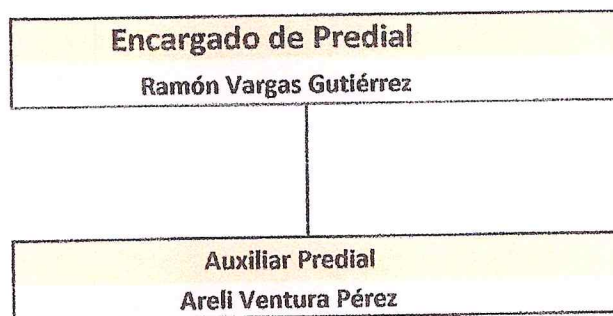 Encargado de Predial
Ramón Vargas Gutiérrez
Auxiliar Predial
Areli Ventura Pérez